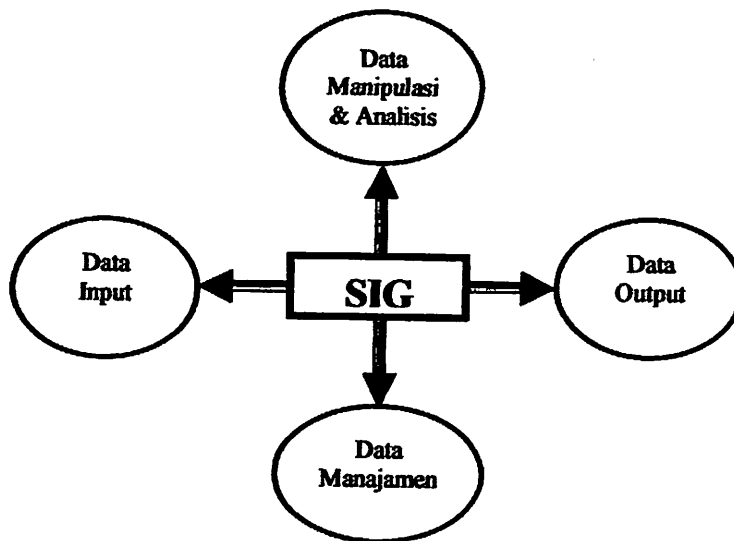 Data
Manipulasi
& Analisis
Data
Input
SIG
Data
Output
Data
Manajamen